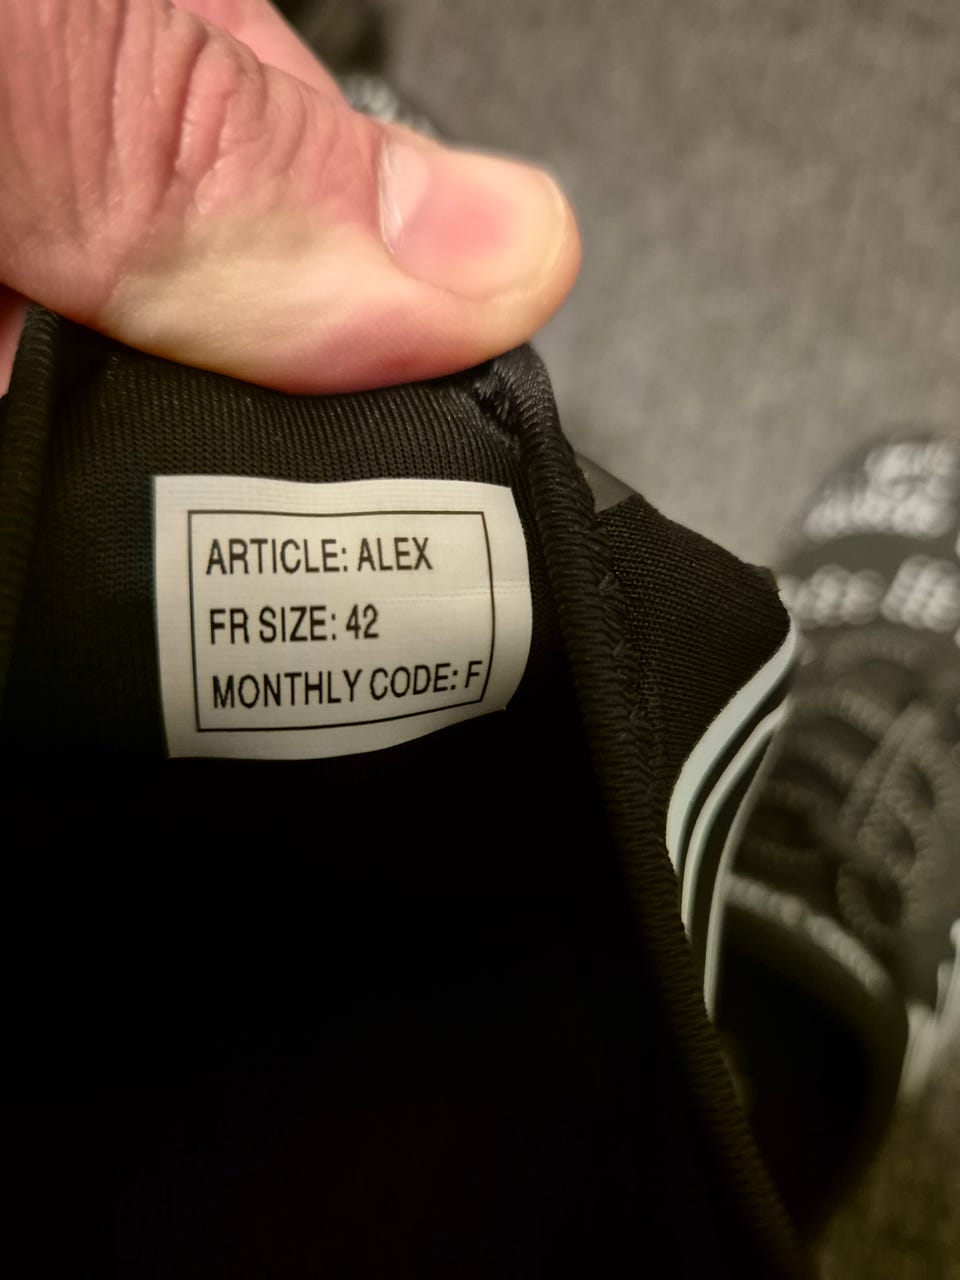 ARTICLE: ALEX
FR SIZE: 42
MONTHLY CODE: F